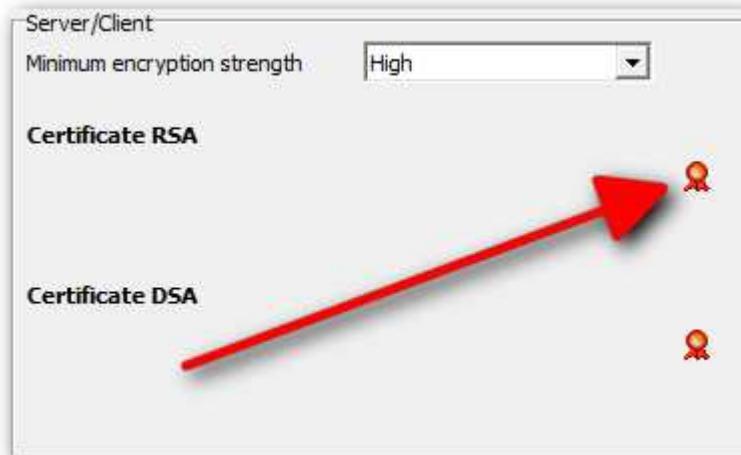 Server/Client
Minimum encryption strength High
Certificate RSA
Certificate DSA